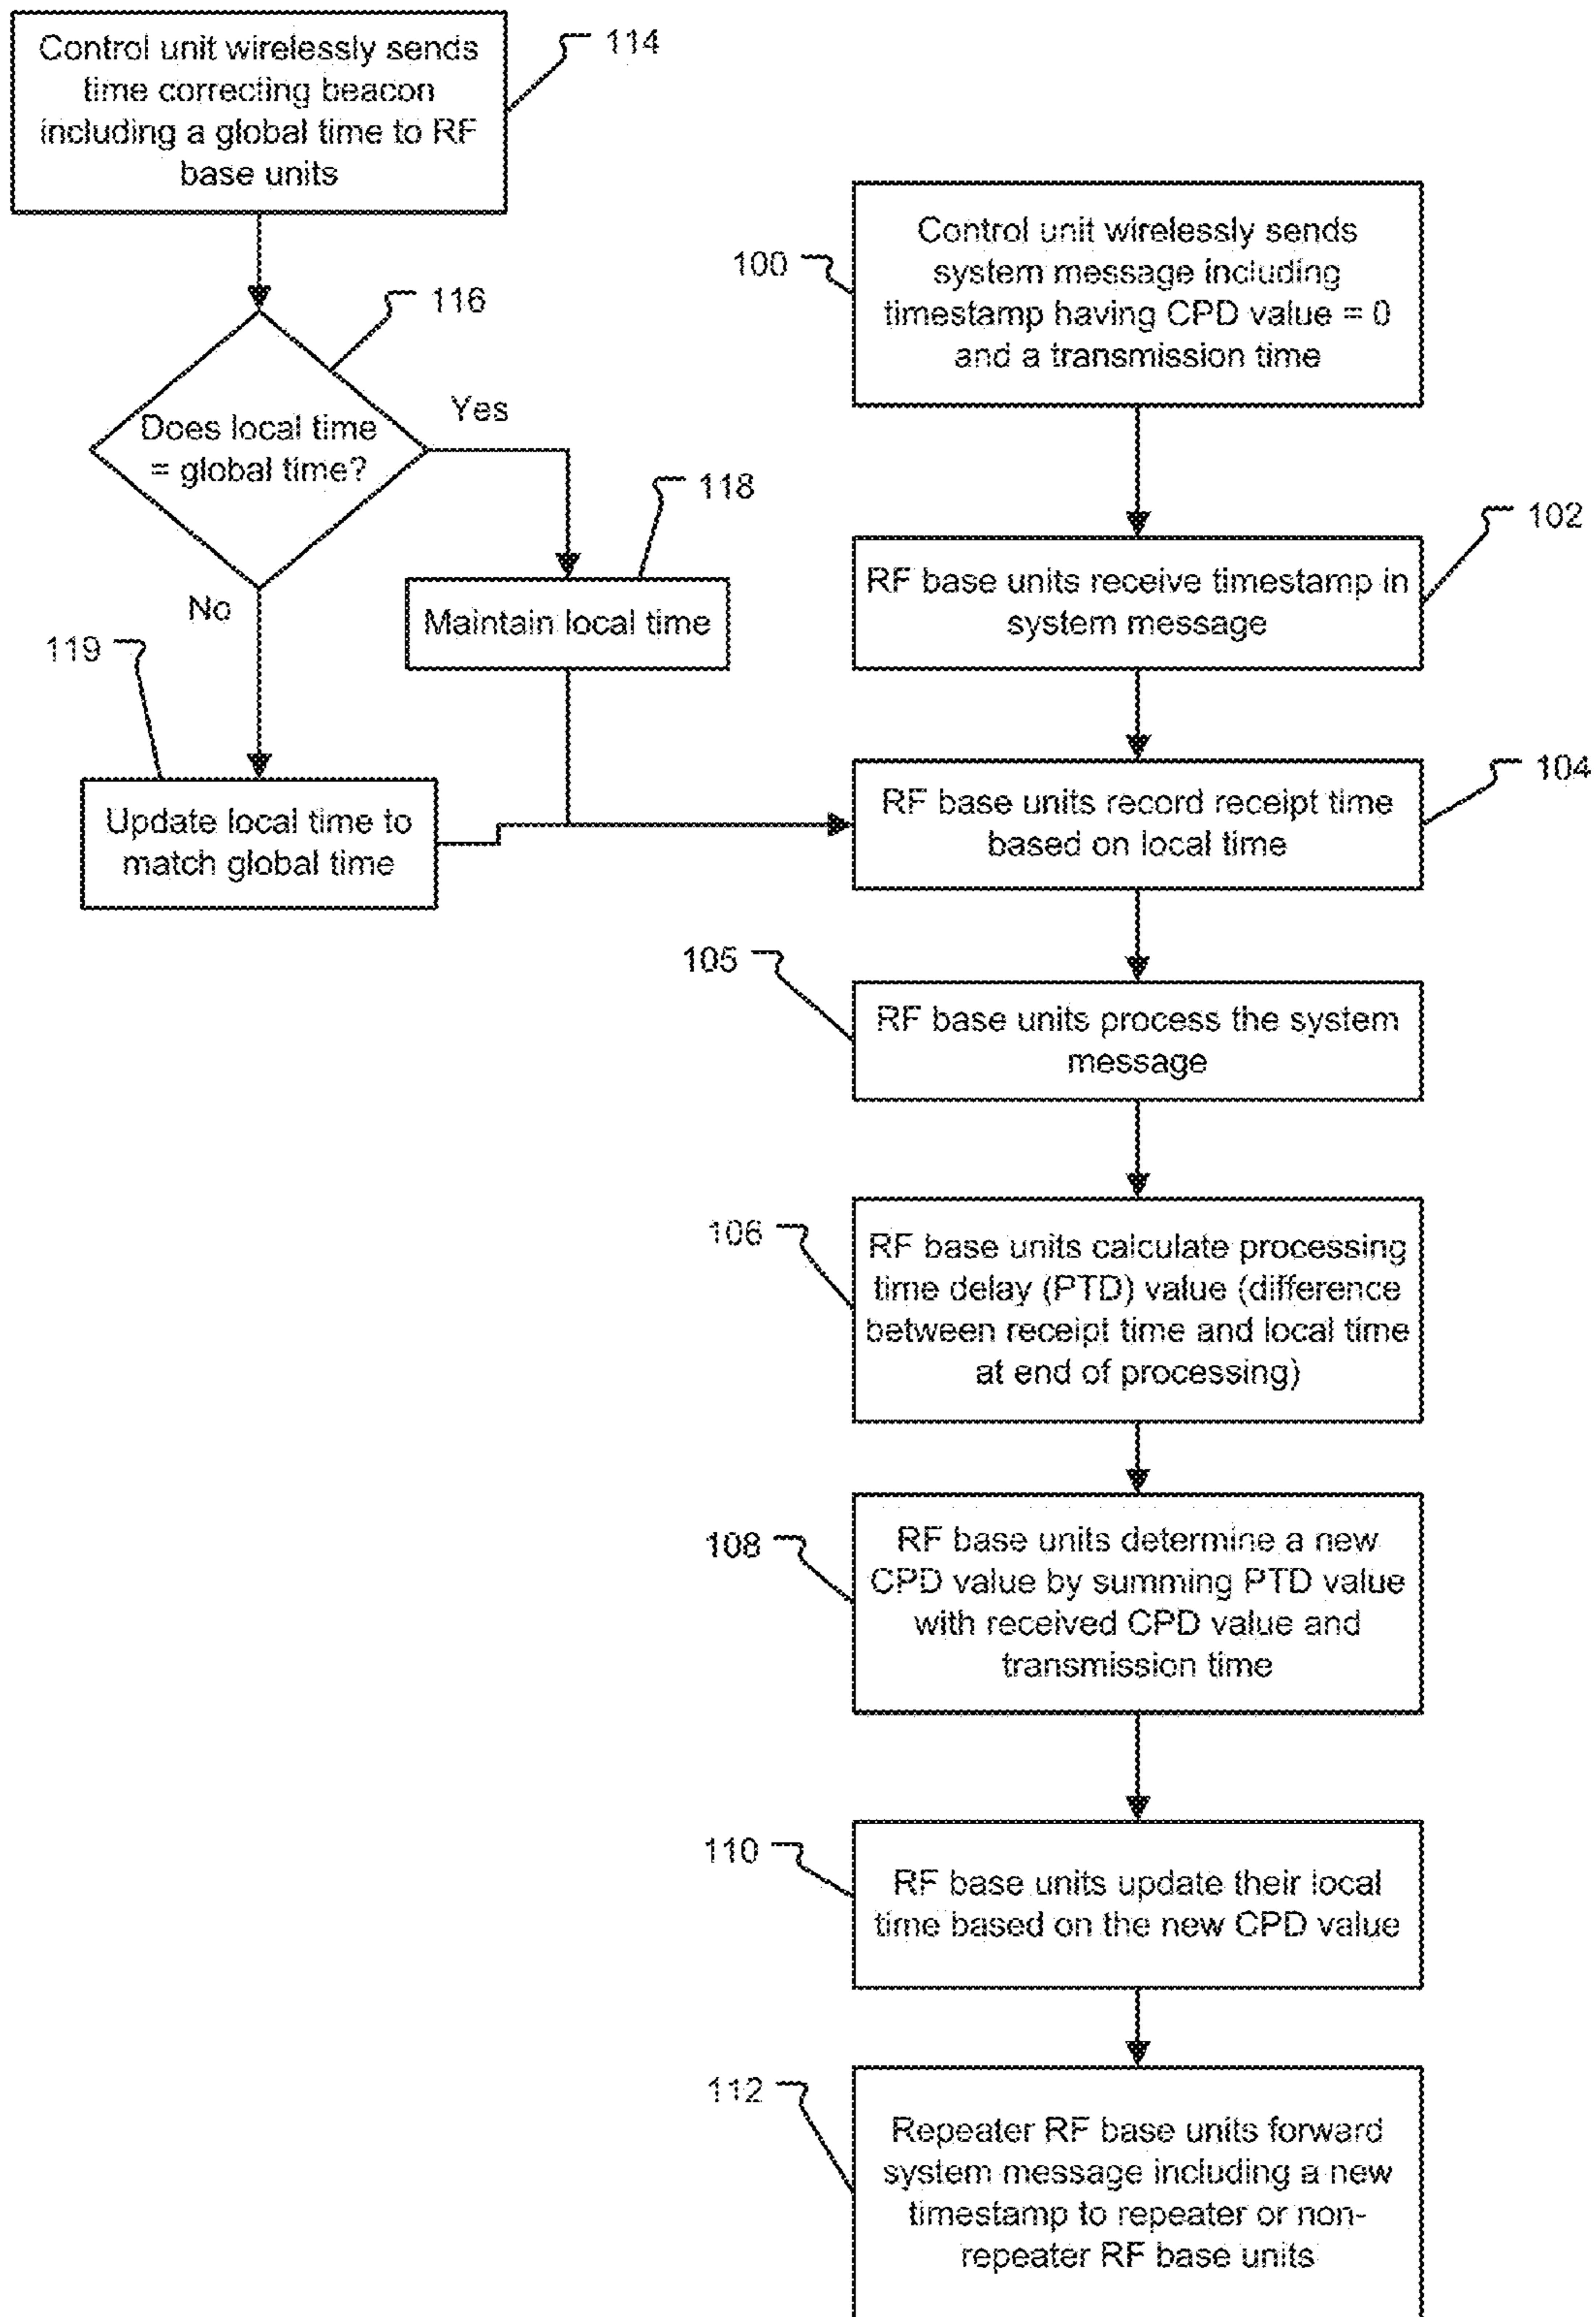 Control unit wirelessly sends
time correcting beacon
including a global time to RF
base units
114
116
Does local time
= global time?
Yes
No
118
Maintain local time
119
Update local time to
match global time
100
Control unit wirelessly sends
system message including
timestamp having CPD value = 0
and a transmission time
102
RF base units receive timestamp in
system message
104
RF base units record receipt time
based on local time
105
RF base units process the system
message
106
RF base units calculate processing
time delay (PTD) value (difference
between receipt time and local time
at end of processing)
108
RF base units determine a new
CPD value by summing PTD value
with received CPD value and
transmission time
110
RF base units update their local
time based on the new CPD value
112
Repeater RF base units forward
system message including a new
timestamp to repeater or non-
repeater RF base units